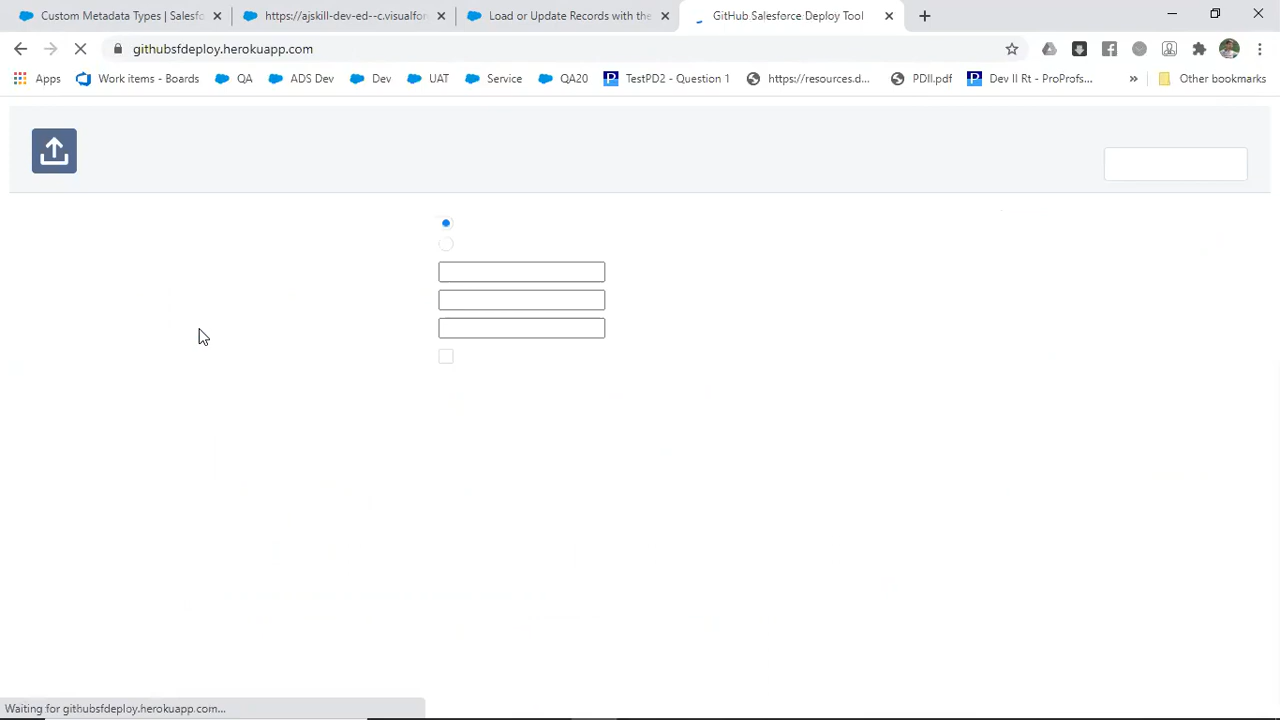 Custom Metadata Types | Salesfo
https://ajskill-dev-ed--c.visualfor
Load or Update Records with the
GitHub Salesforce Deploy Tool
githubsfdeploy.herokuapp.com
Apps
Work items - Boards
QA
ADS Dev
Dev
UAT
Service
QA20
TestPD2 - Question 1
https://resources.d...
PDII.pdf
Dev II Rt - ProProfs...
»
Other bookmarks
Waiting for githubsfdeploy.herokuapp.com...